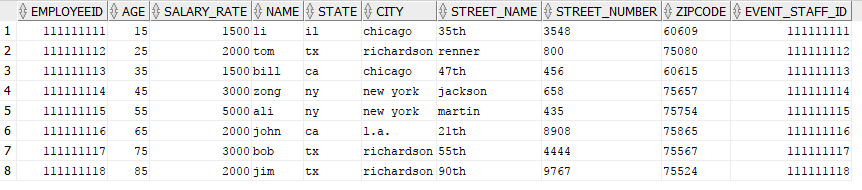 EMPLOYEEID AGE SALARY_RATE NAME STATE CITY STREET_NAME STREET_NUMBER ZIPCODE EVENT_STAFF_ID
1 111111111 15 1500 li il chicago 35th 3548 60609 111111111
2 111111112 25 2000 tom tx richardson renner 800 75080 111111112
3 111111113 35 1500 bill ca chicago 47th 456 60615 111111113
4 111111114 45 3000 zong ny new york jackson 658 75657 111111114
5 111111115 55 5000 ali ny new york martin 435 75754 111111115
6 111111116 65 2000 john ca l.a. 21th 8908 75865 111111116
7 111111117 75 3000 bob tx richardson 55th 4444 75567 111111117
8 111111118 85 2000 jim tx richardson 90th 9767 75524 111111118